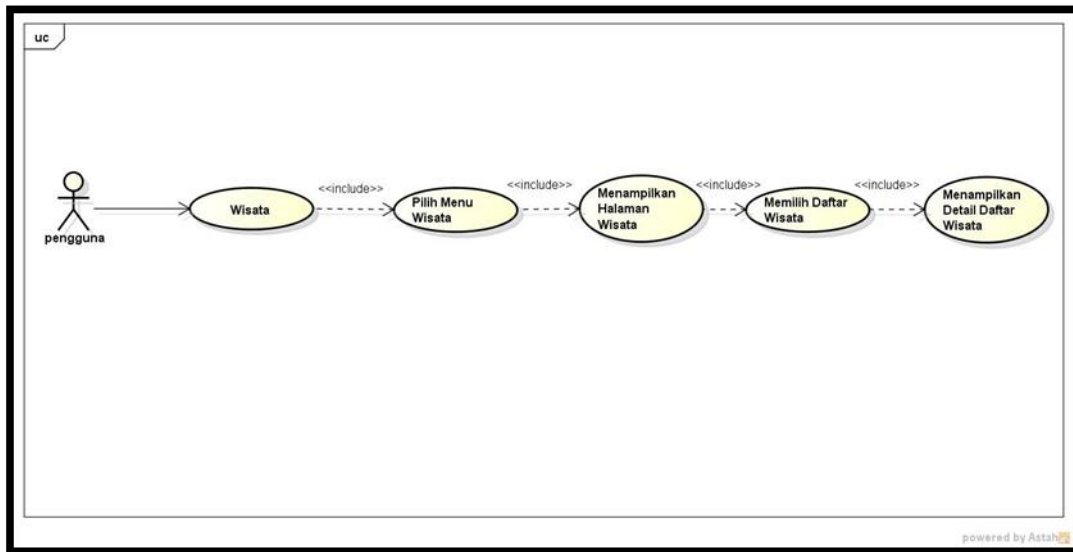 uc
pengguna
Wisata
<<include>>
Pilih Menu
Wisata
<<include>>
Menampilkan
Halaman
Wisata
<<include>>
Memilih Daftar
Wisata
<<include>>
Menampilkan
Detail Daftar
Wisata
powered by Astah